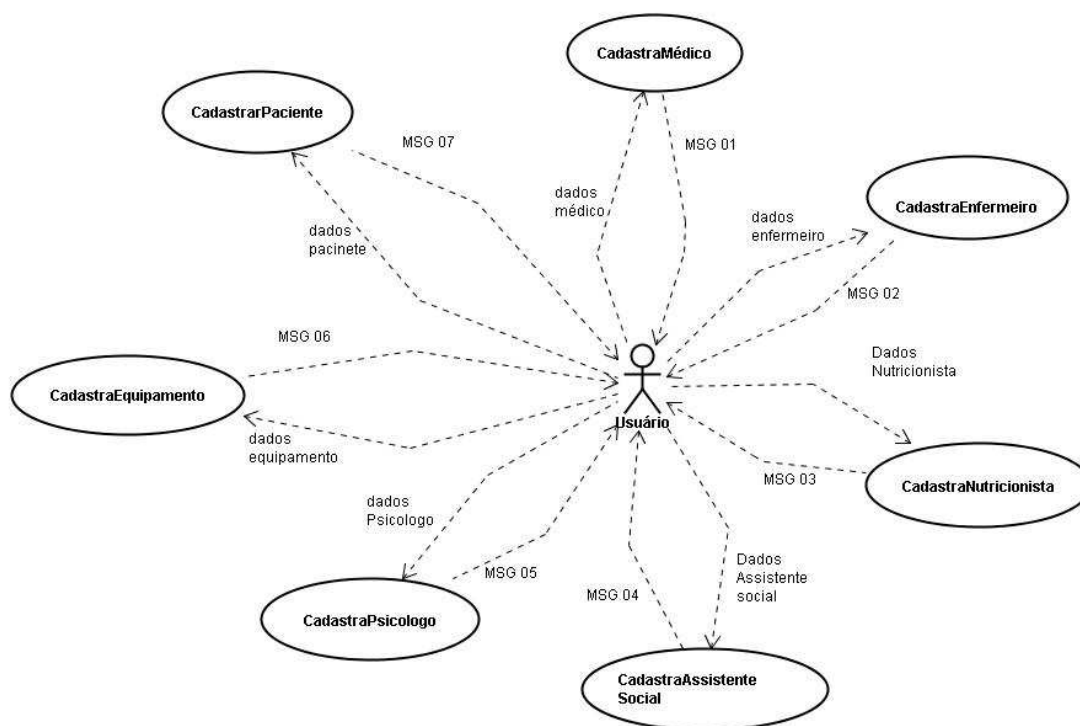 CadastraMédico
CadastrarPaciente
MSG 07
MSG 01
dados
médico
CadastraEnfermeiro
dados
enfermeiro
dados
pacinete
MSG 02
MSG 06
Dados
Nutricionista
CadastraEquipamento
Usuário
dados
equipamento
MSG 03
CadastraNutricionista
dados
Psicologo
MSG 05
MSG 04
Dados
Assistente
social
CadastraPsicologo
CadastraAssistente
Social